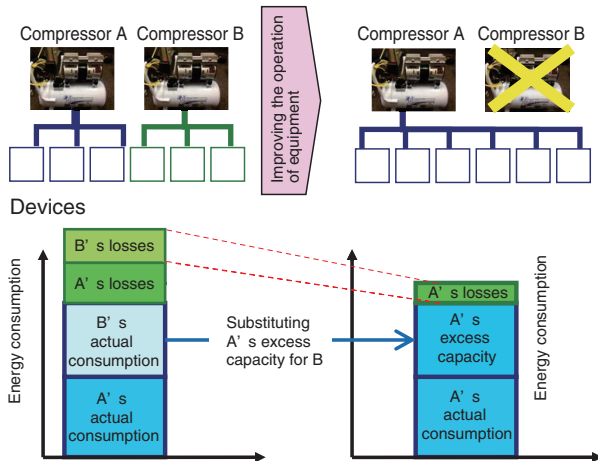 Compressor A
Compressor B
Improving the operation
of equipment
Compressor A
Compressor B
Devices
Energy consumption
B’ s losses
A’ s losses
B’ s
actual
consumption
A’ s
actual
consumption
Substituting
A’ s excess
capacity for B
A’ s losses
A’ s
excess
capacity
A’ s
actual
consumption
Energy consumption